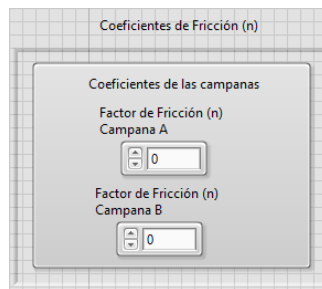 Coeficientes de Fricción (n)
Coeficientes de las campanas
Factor de Fricción (n)
Campana A
0
Factor de Fricción (n)
Campana B
0